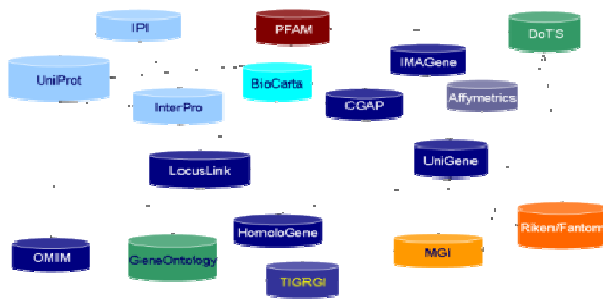 IPI
PFAM
DoTS
IMAGene
UniProt
BioCarta
Affymetrics
InterPro
CGAP
UniGene
LocusLink
Riken/Fantom
HomoloGene
OMIM
GeneOntology
MGI
TIGRGI